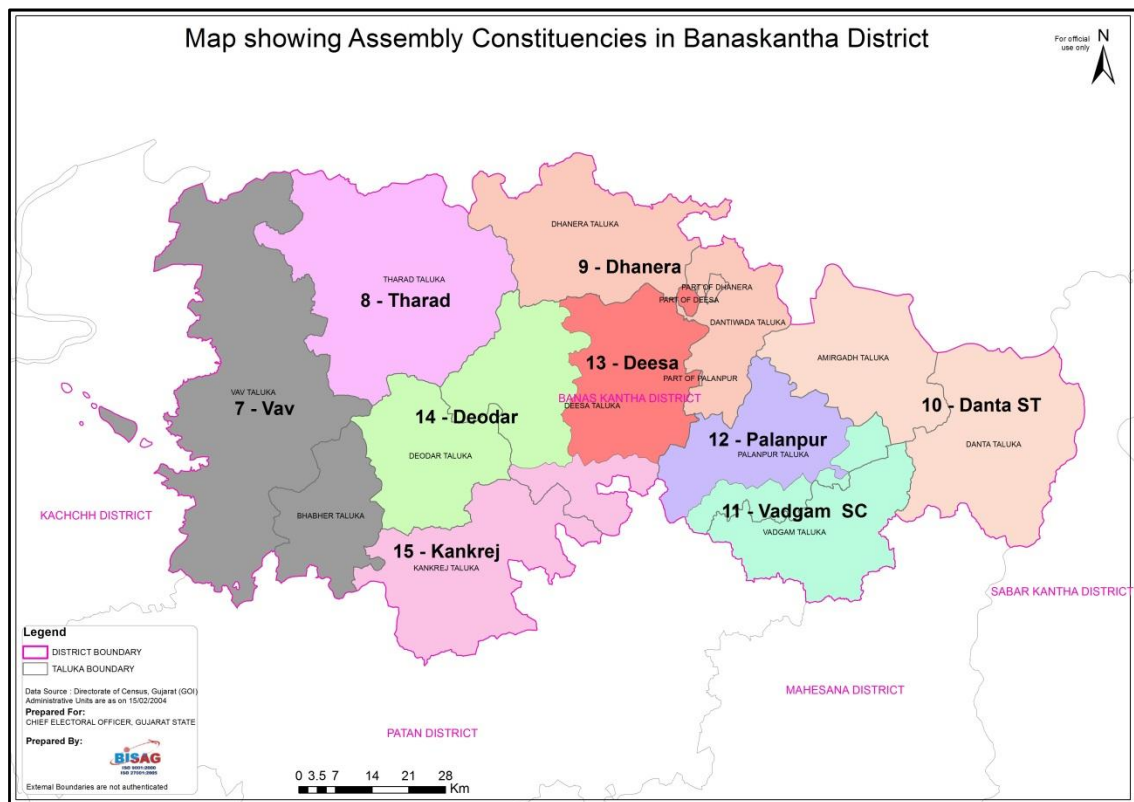 Map showing Assembly Constituencies in Banaskantha District
For official
use only
N
DHANERA TALUKA
9 - Dhanera
THARAD TALUKA
8 - Tharad
PART OF DHANERA
PART OF DEESA
DANTIWADA TALUKA
13 - Deesa
AMIRGADH TALUKA
PART OF PALANPUR
VAV TALUKA
7 - Vav
BANAS KANTHA DISTRICT
DEESA TALUKA
10 - Danta ST
14 - Deodar
12 - Palanpur
DANTA TALUKA
DEODAR TALUKA
PALANPUR TALUKA
KACHCHH DISTRICT
BHABHER TALUKA
11 - Vadgam SC
VADGAM TALUKA
15 - Kankrej
KANKREJ TALUKA
SABAR KANTHA DISTRICT
MAHESANA DISTRICT
PATAN DISTRICT
Legend
DISTRICT BOUNDARY
TALUKA BOUNDARY
Data Source : Directorate of Census, Gujarat (GOI)
Administrative Units are as on 15/02/2004
Prepared For:
CHIEF ELECTORAL OFFICER, GUJARAT STATE
Prepared By:
BISAG
ISO 9001:2008
ISO 27001:2005
External Boundaries are not authenticated
0 3.5 7 14 21 28
Km